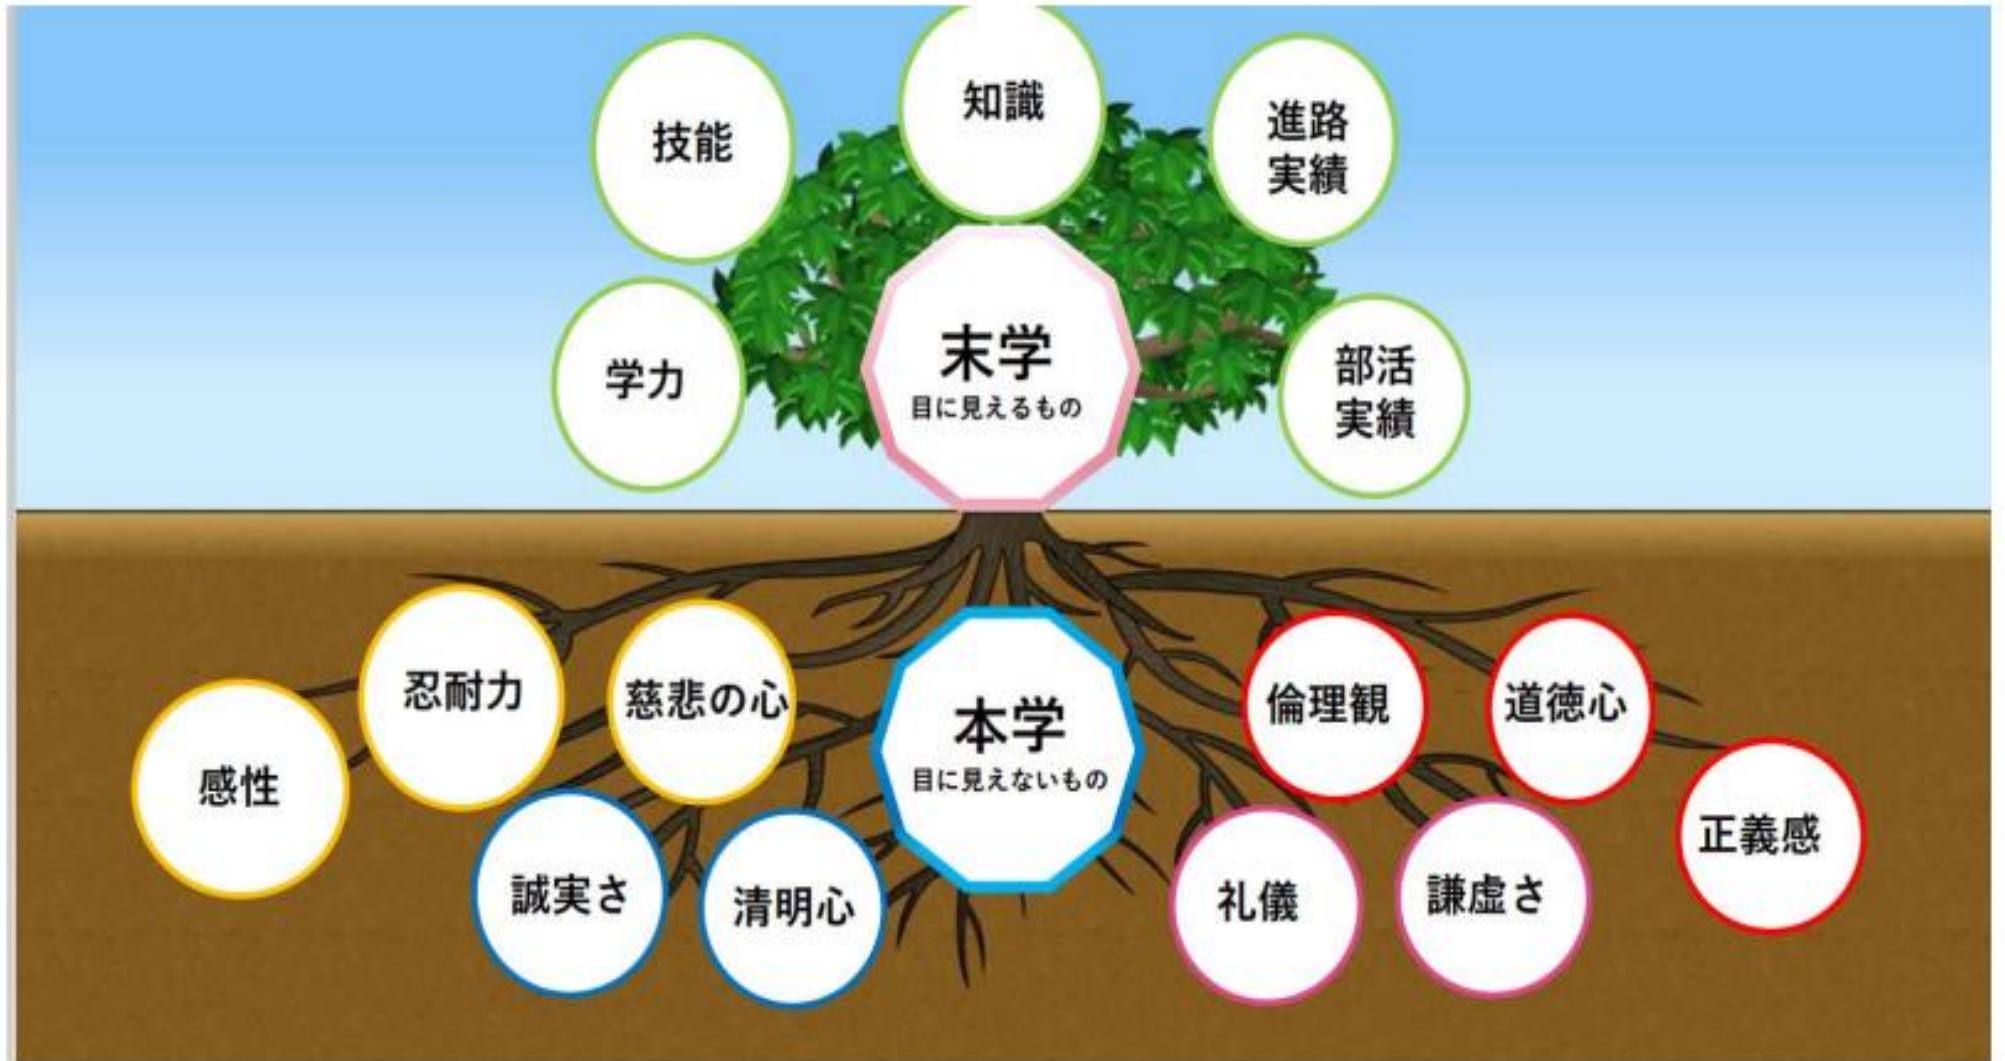 知識
技能
進路
実績
学力
末学
目に見えるもの
部活
実績
忍耐力
慈悲の心
感性
本学
目に見えないもの
倫理観
道徳心
正義感
誠実さ
清明心
礼儀
謙虚さ